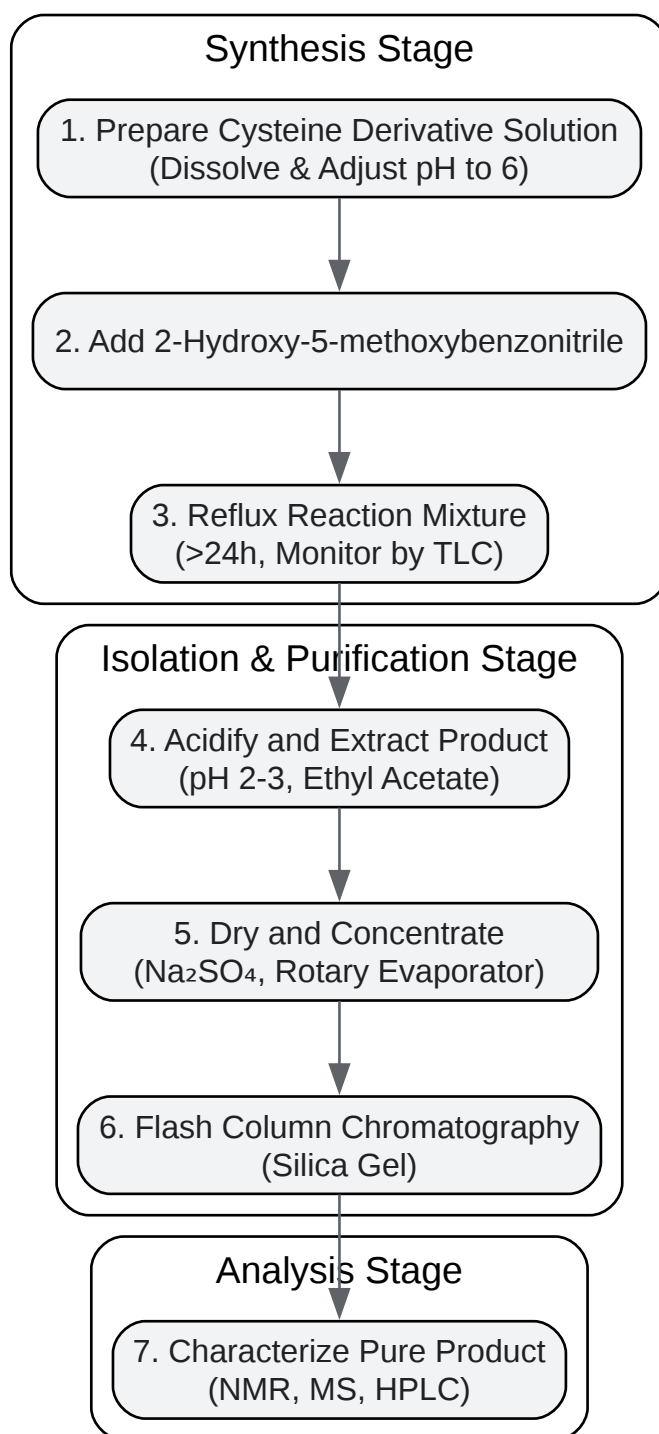 Synthesis Stage
1. Prepare Cysteine Derivative Solution
(Dissolve & Adjust pH to 6)
2. Add 2-Hydroxy-5-methoxybenzonitrile
3. Reflux Reaction Mixture
(>24h, Monitor by TLC)
Isolation & Purification Stage
4. Acidify and Extract Product
(pH 2-3, Ethyl Acetate)
5. Dry and Concentrate
(Na₂SO₄, Rotary Evaporator)
6. Flash Column Chromatography
(Silica Gel)
Analysis Stage
7. Characterize Pure Product
(NMR, MS, HPLC)